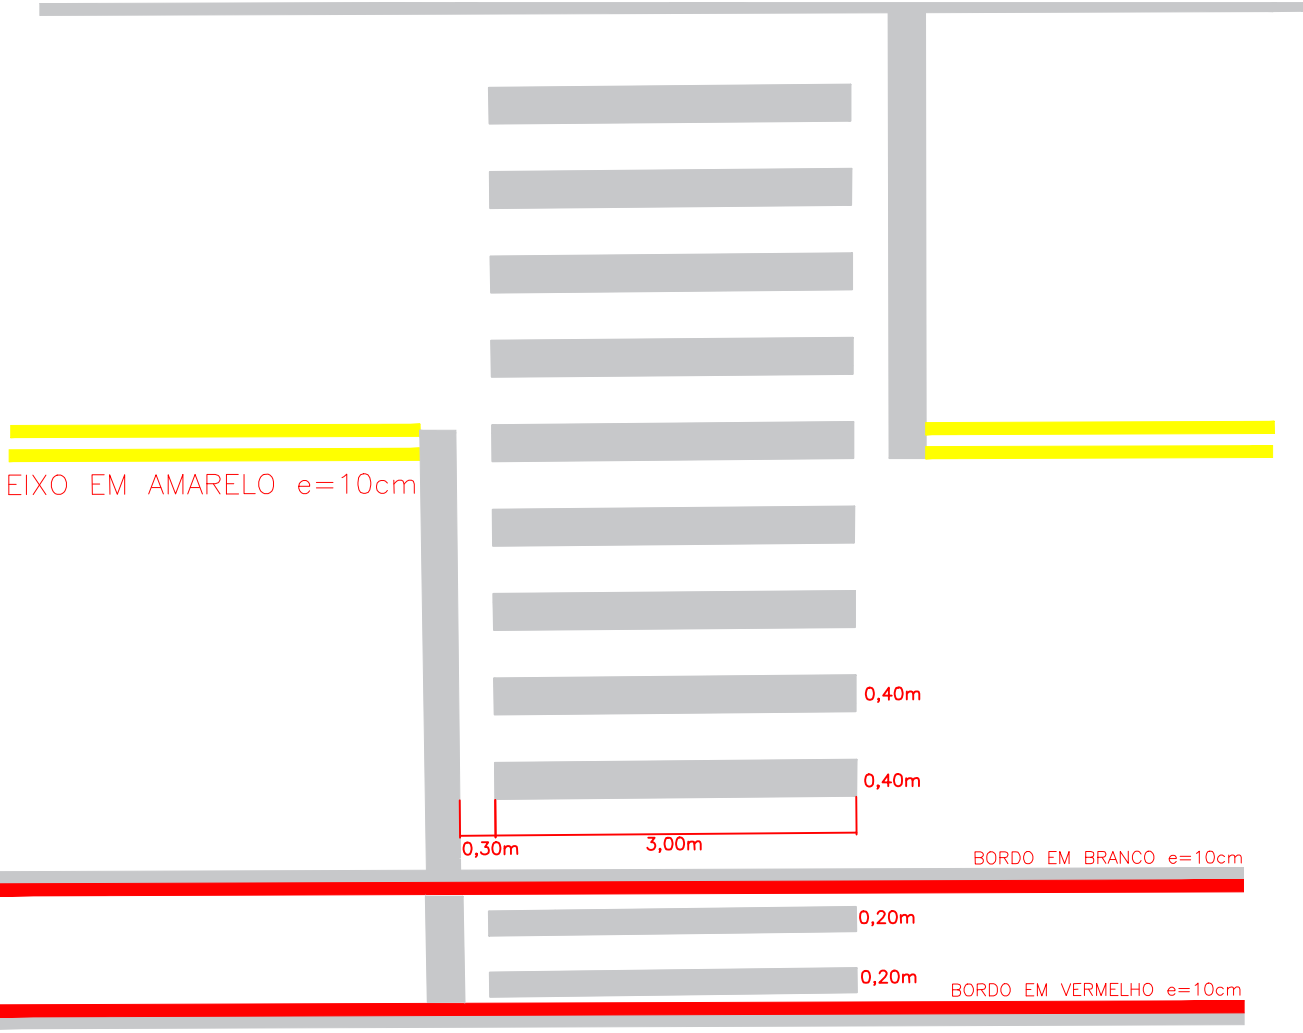 EIXO EM AMARELO e=10cm
0,40m
0,40m
0,30m
3,00m
BORDO EM BRANCO e=10cm
0,20m
0,20m
BORDO EM VERMELHO e=10cm